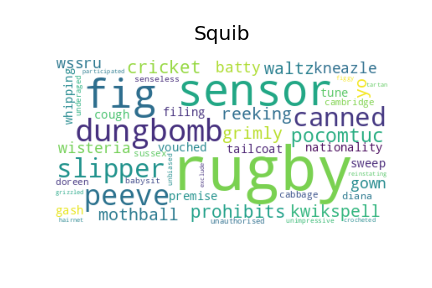 Squib
wssru
participated
cricket
batty
waltzkneazle
senseless
whipping
underaged
fig
sensor
yo
tartan
tune
cambridge
cough
filing
reeking
canned
dungbomb
grimly
pocomtuc
wisteria
sussex
vouched
tailcoat
nationality
slipper
unbiased
exclude
rugby
sweep
reinstating
doreen
babysit
grizzled
peeve
premise
cabbage
diana
gown
gash
hairnet
mothball
prohibits
unauthorised
kwikspell
unimpressive
crocheted